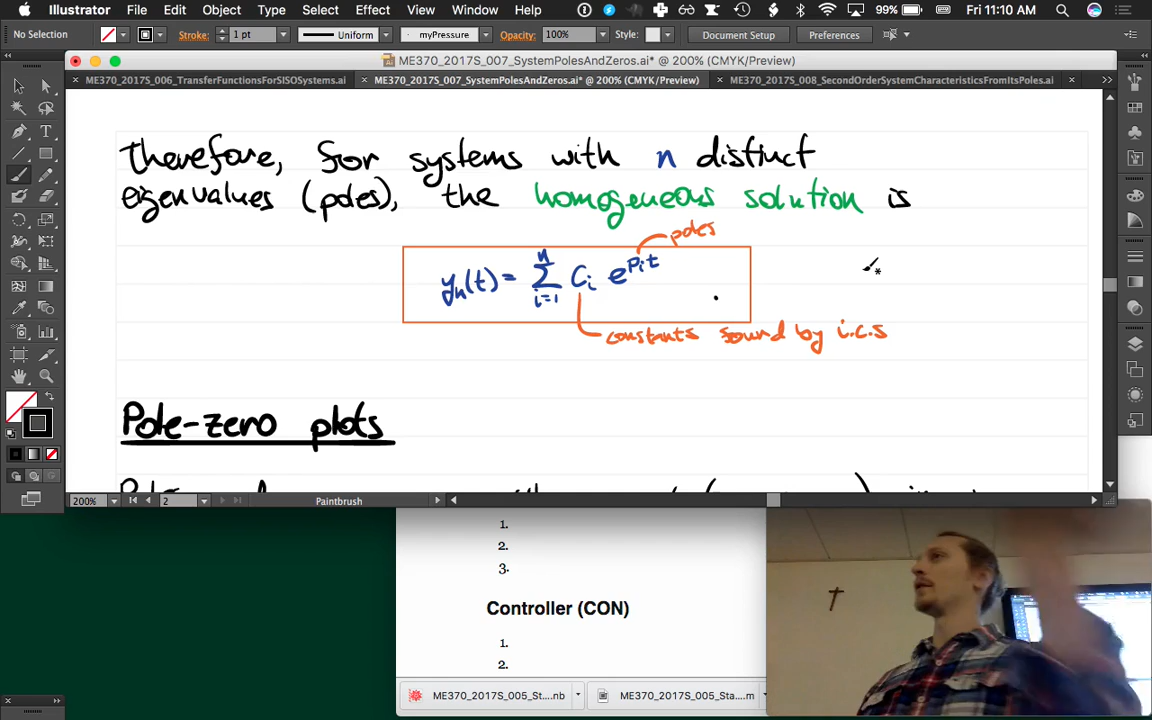 Illustrator File Edit Object Type Select Effect View Window Help 99% Fri 11:10 AM
No Selection Stroke: 1 pt Uniform myPressure Opacity: 100% Style: Document Setup Preferences
ME370_2017S_007_SystemPolesAndZeros.ai* @ 200% (CMYK/Preview)
ME370_2017S_006_TransferFunctionsForSISOSystems.ai ME370_2017S_007_SystemPolesAndZeros.ai* @ 200% (CMYK/Preview) ME370_2017S_008_SecondOrderSystemCharacteristicsFromItsPoles.ai
Therefore, for systems with n distinct
eigenvalues (poles), the homogeneous solution is
poles
yₕ(t) = ∑ᵢ₌₁ⁿ Cᵢ e^{pᵢt}
constants found by i.c.s
Pole-zero plots
200% 2 Paintbrush
1.
2.
3.
Controller (CON)
1.
2.
ME370_2017S_005_St....nb ME370_2017S_005_Sta....m